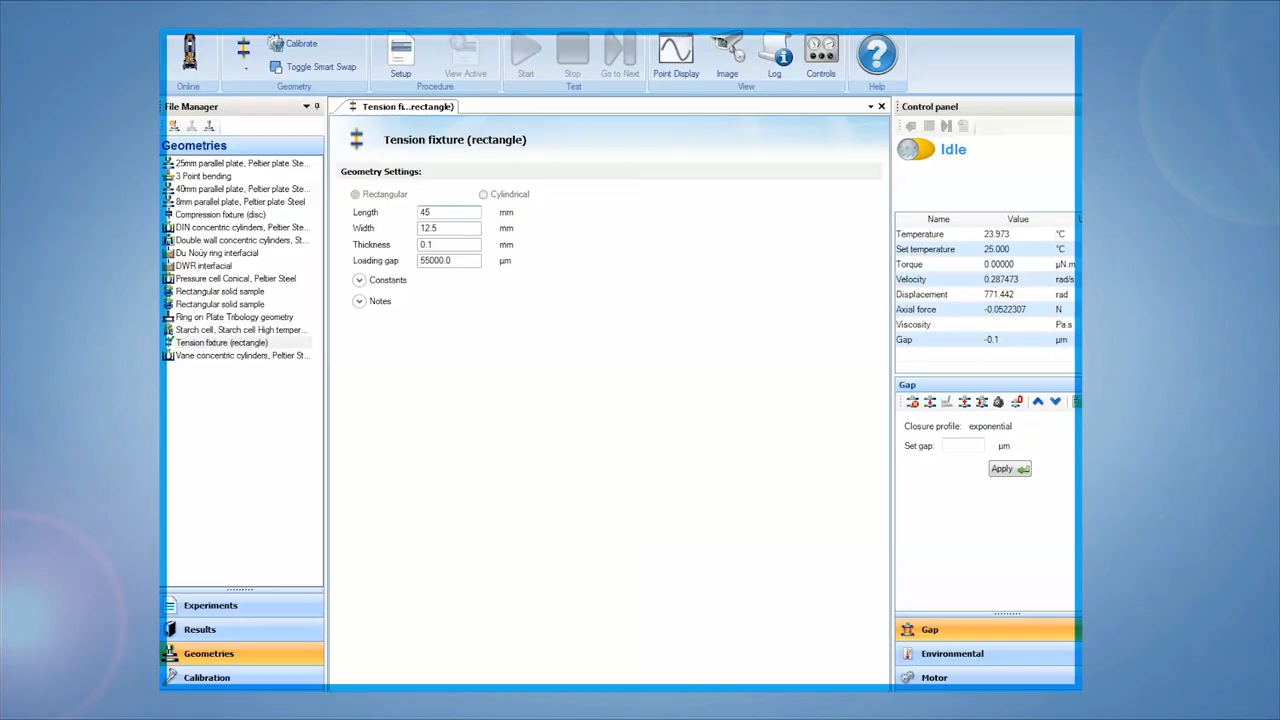 Calibrate
Toggle Smart Swap
Online
Geometry
Setup
View Active
Procedure
Start
Stop
Go to Next
Test
Point Display
Image
Log
Controls
View
Help
File Manager
Tension fi...rectangle)
Control panel
Geometries
25mm parallel plate, Peltier plate Ste...
3 Point bending
40mm parallel plate, Peltier plate Ste...
8mm parallel plate, Peltier plate Steel
Compression fixture (disc)
DIN concentric cylinders, Peltier Ste...
Double wall concentric cylinders, St...
Du Noüy ring interfacial
DWR interfacial
Pressure cell Conical, Peltier Steel
Rectangular solid sample
Rectangular solid sample
Ring on Plate Tribology geometry
Starch cell, Starch cell High temper...
Tension fixture (rectangle)
Vane concentric cylinders, Peltier St...
Experiments
Results
Geometries
Calibration
Tension fixture (rectangle)
Geometry Settings:
Rectangular Cylindrical
Length 45 mm
Width 12.5 mm
Thickness 0.1 mm
Loading gap 55000.0 µm
Constants
Notes
Idle
Name Value
Temperature 23.973 °C
Set temperature 25.000 °C
Torque 0.00000 µN.m
Velocity 0.287473 rad/s
Displacement 771.442 rad
Axial force -0.0522307 N
Viscosity Pa.s
Gap -0.1 µm
Gap
Closure profile: exponential
Set gap: µm
Apply
Gap
Environmental
Motor